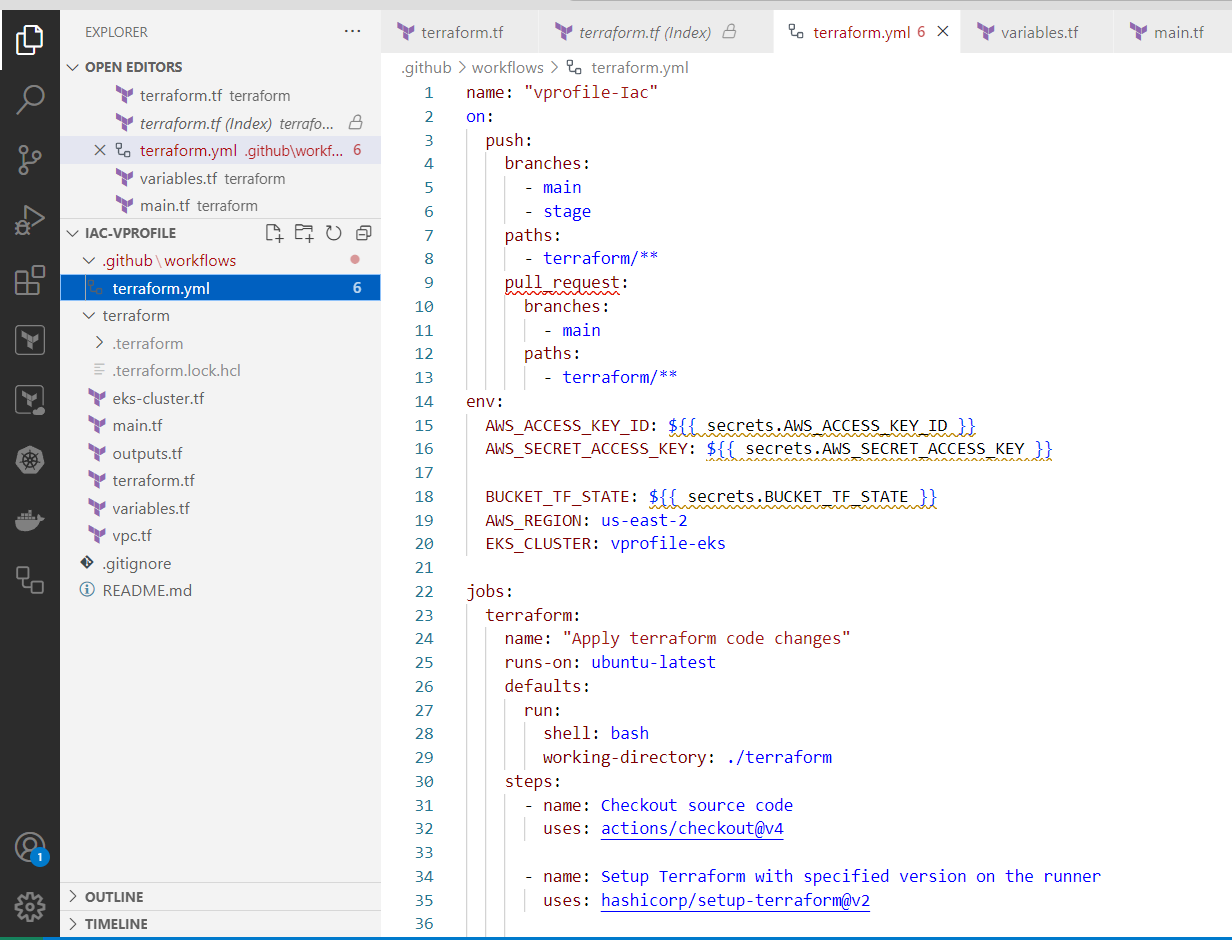 EXPLORER
OPEN EDITORS
terraform.tf terraform
terraform.tf (Index) terrafo...
terraform.yml .github\workf... 6
variables.tf terraform
main.tf terraform
IAC-VPROFILE
.github\workflows
terraform.yml 6
terraform
.terraform
.terraform.lock.hcl
eks-cluster.tf
main.tf
outputs.tf
terraform.tf
variables.tf
vpc.tf
.gitignore
README.md
1
OUTLINE
TIMELINE
terraform.tf
terraform.tf (Index)
terraform.yml 6
variables.tf
main.tf
.github > workflows > terraform.yml
1 name: "vprofile-Iac"
2 on:
3 push:
4 branches:
5 - main
6 - stage
7 paths:
8 - terraform/**
9 pull_request:
10 branches:
11 - main
12 paths:
13 - terraform/**
14 env:
15 AWS_ACCESS_KEY_ID: ${{ secrets.AWS_ACCESS_KEY_ID }}
16 AWS_SECRET_ACCESS_KEY: ${{ secrets.AWS_SECRET_ACCESS_KEY }}
17
18 BUCKET_TF_STATE: ${{ secrets.BUCKET_TF_STATE }}
19 AWS_REGION: us-east-2
20 EKS_CLUSTER: vprofile-eks
21
22 jobs:
23 terraform:
24 name: "Apply terraform code changes"
25 runs-on: ubuntu-latest
26 defaults:
27 run:
28 shell: bash
29 working-directory: ./terraform
30 steps:
31 - name: Checkout source code
32 uses: actions/checkout@v4
33
34 - name: Setup Terraform with specified version on the runner
35 uses: hashicorp/setup-terraform@v2
36